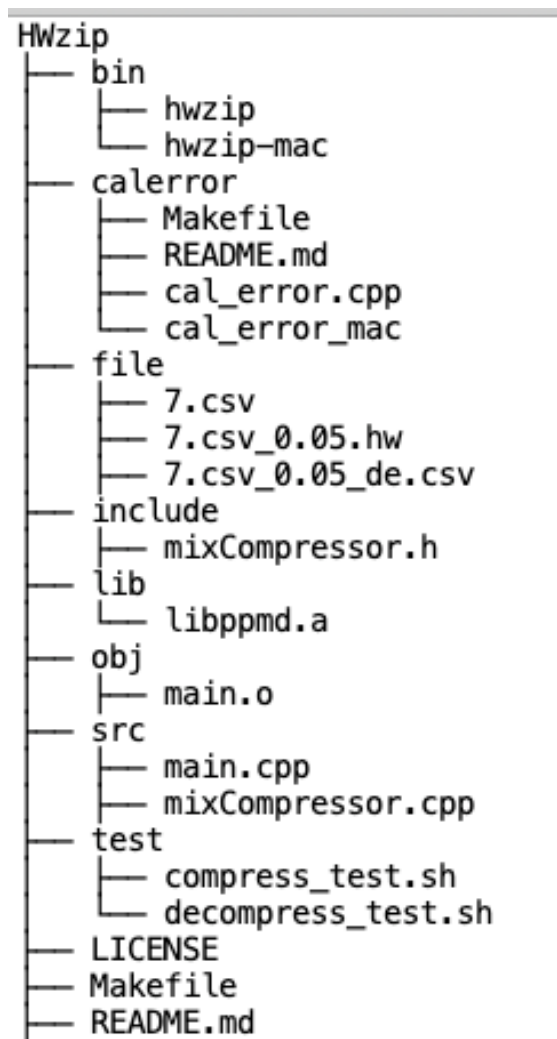 HWzip
├── bin
│   ├── hwzip
│   └── hwzip-mac
├── calerror
│   ├── Makefile
│   ├── README.md
│   ├── cal_error.cpp
│   └── cal_error_mac
├── file
│   ├── 7.csv
│   ├── 7.csv_0.05.hw
│   ├── 7.csv_0.05_de.csv
├── include
│   ├── mixCompressor.h
├── lib
│   └── libppmd.a
├── obj
│   ├── main.o
├── src
│   ├── main.cpp
│   ├── mixCompressor.cpp
├── test
│   ├── compress_test.sh
│   └── decompress_test.sh
├── LICENSE
├── Makefile
├── README.md